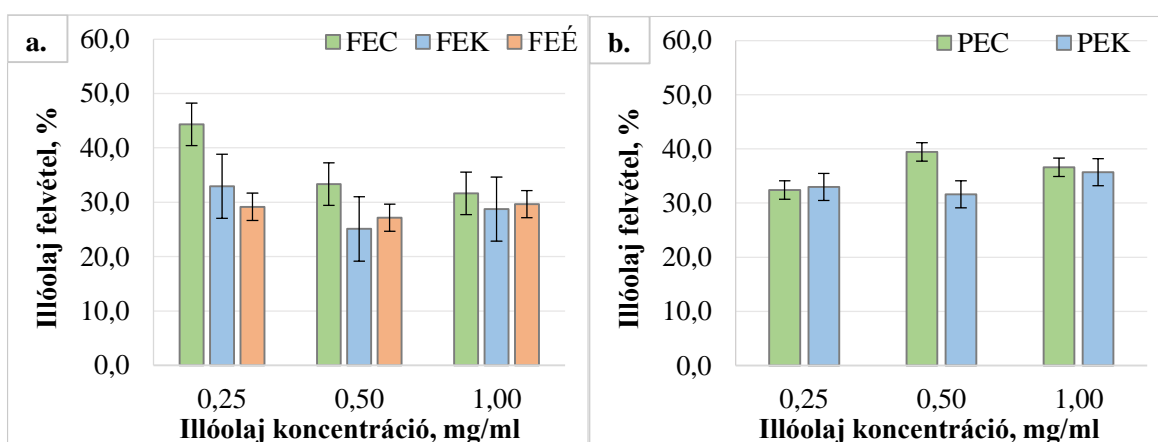 a.
FEC FEK FEÉ
60,0
50,0
40,0
30,0
20,0
10,0
0,0
Illóolaj felvétel, %
0,25 0,50 1,00
Illóolaj koncentráció, mg/ml
b.
PEC PEK
60,0
50,0
40,0
30,0
20,0
10,0
0,0
Illóolaj felvétel, %
0,25 0,50 1,00
Illóolaj koncentráció, mg/ml